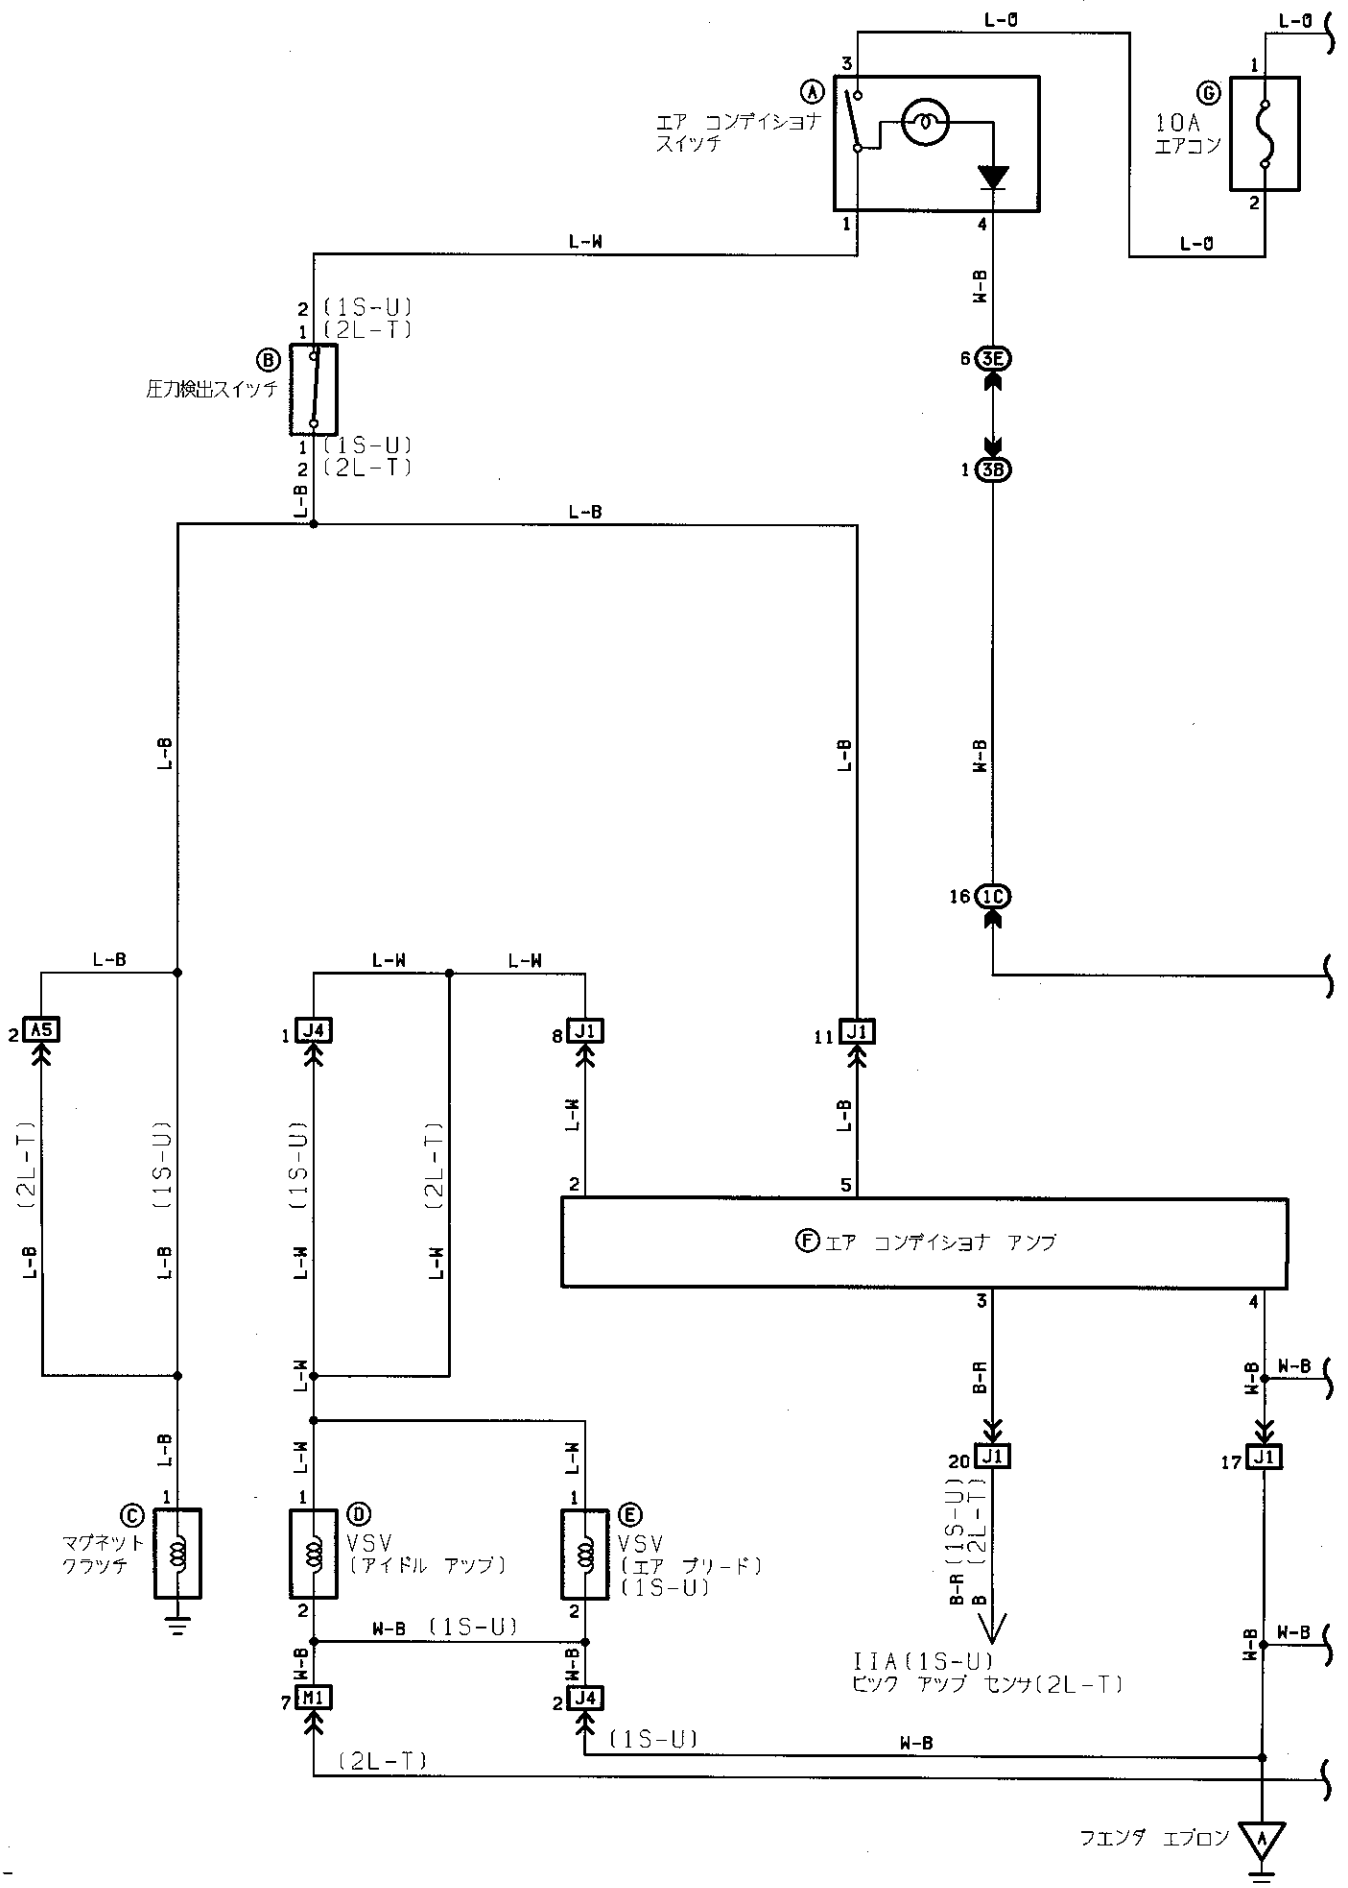 L-O
L-O
3
1
A
G
エア コンディショナ
スイッチ
10A
エアコン
1
4
2
L-W
L-O
W-B
2 (1S-U)
1 (2L-T)
B
圧力検出スイッチ
6 3E
1 (1S-U)
2 (2L-T)
1 3B
L-B
L-B
L-B
L-B
W-B
16 1C
L-B
L-W
L-W
2 A5
1 J4
8 J1
11 J1
(2L-T)
(1S-U)
(1S-U)
(2L-T)
L-W
L-B
2
5
L-B
L-B
L-W
L-W
F エア コンディショナ アンプ
3
4
L-W
B-R
W-B
W-B
L-B
L-W
L-W
20 J1
17 J1
1
1
1
C
マグネット
クラッチ
D
VSV
(アイドル アップ)
E
VSV
(エア ブリード)
(1S-U)
B-R (1S-U)
B (2L-T)
2
2
W-B (1S-U)
W-B
W-B
W-B
W-B
IIA(1S-U)
ピック アップ センサ(2L-T)
7 M1
2 J4
(1S-U)
W-B
(2L-T)
フエンダ エプロン
A